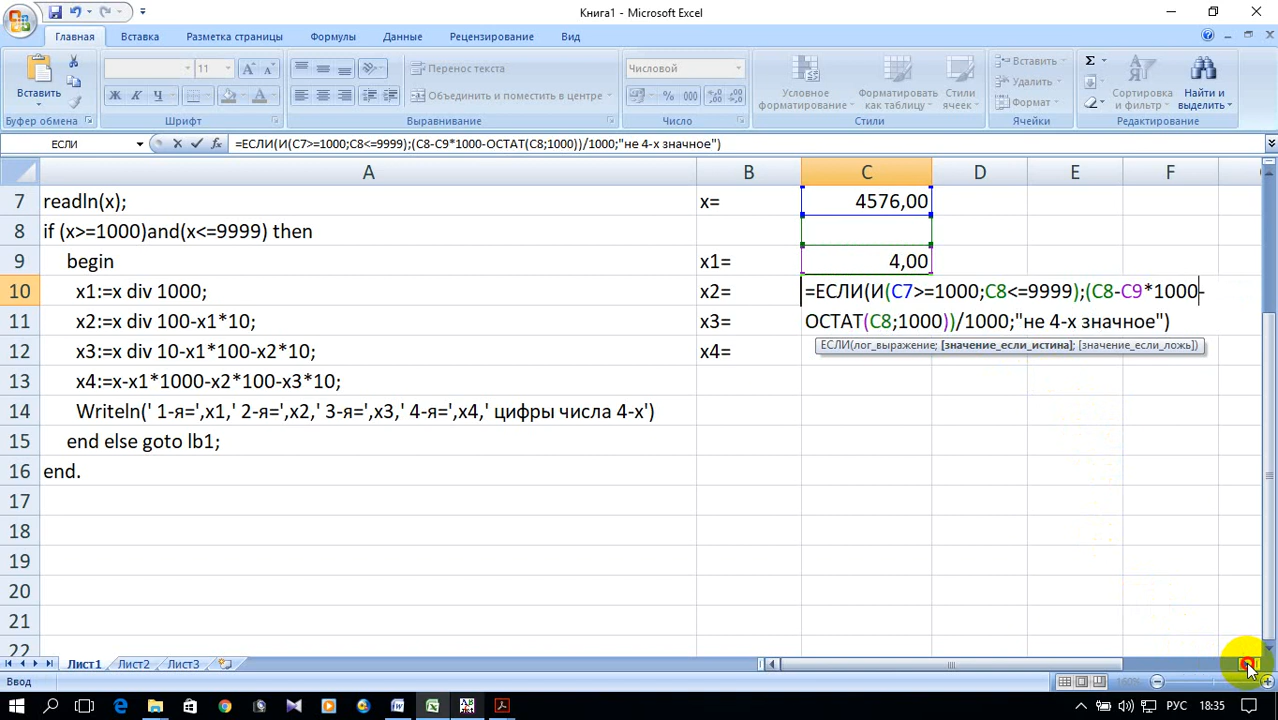 Книга1 - Microsoft Excel
Главная Вставка Разметка страницы Формулы Данные Рецензирование Вид
Вставить
11
Ж К Ч
Перенос текста
Объединить и поместить в центре
Числовой
% 000
Условное форматирование
Форматировать как таблицу
Стили ячеек
Вставить
Удалить
Формат
Сортировка и фильтр
Найти и выделить
Буфер обмена Шрифт Выравнивание Число Стили Ячейки Редактирование
ЕСЛИ =ЕСЛИ(И(C7>=1000;C8<=9999);(C8-C9*1000-ОСТАТ(C8;1000))/1000;"не 4-х значное")
A B C D E F
7 readln(x); x= 4576,00
8 if (x>=1000)and(x<=9999) then
9 begin x1= 4,00
10 x1:=x div 1000; x2= =ЕСЛИ(И(C7>=1000;C8<=9999);(C8-C9*1000-
11 x2:=x div 100-x1*10; x3= ОСТАТ(C8;1000))/1000;"не 4-х значное")
ЕСЛИ(лог_выражение; [значение_если_истина]; [значение_если_ложь])
12 x3:=x div 10-x1*100-x2*10; x4=
13 x4:=x-x1*1000-x2*100-x3*10;
14 Writeln(' 1-я=',x1,' 2-я=',x2,' 3-я=',x3,' 4-я=',x4,' цифры числа 4-х')
15 end else goto lb1;
16 end.
17
18
19
20
21
22
Лист1 Лист2 Лист3
Ввод 160%
РУС 18:35